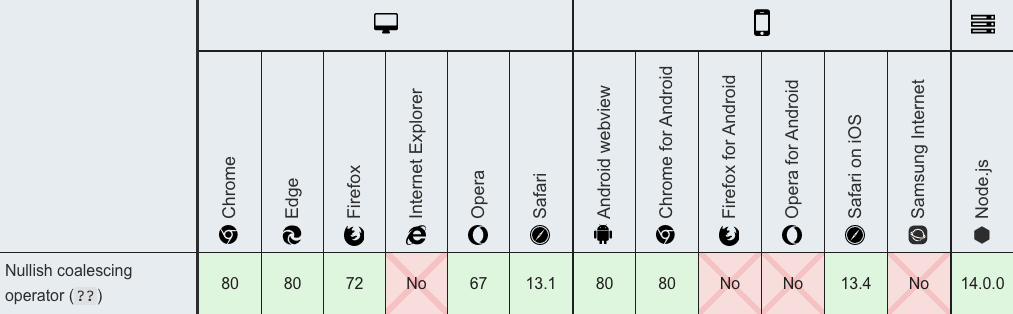 Chrome
Edge
Firefox
Internet Explorer
Opera
Safari
Android webview
Chrome for Android
Firefox for Android
Opera for Android
Safari on iOS
Samsung Internet
Node.js
Nullish coalescing
operator (??)
80
80
72
No
67
13.1
80
80
No
No
13.4
No
14.0.0